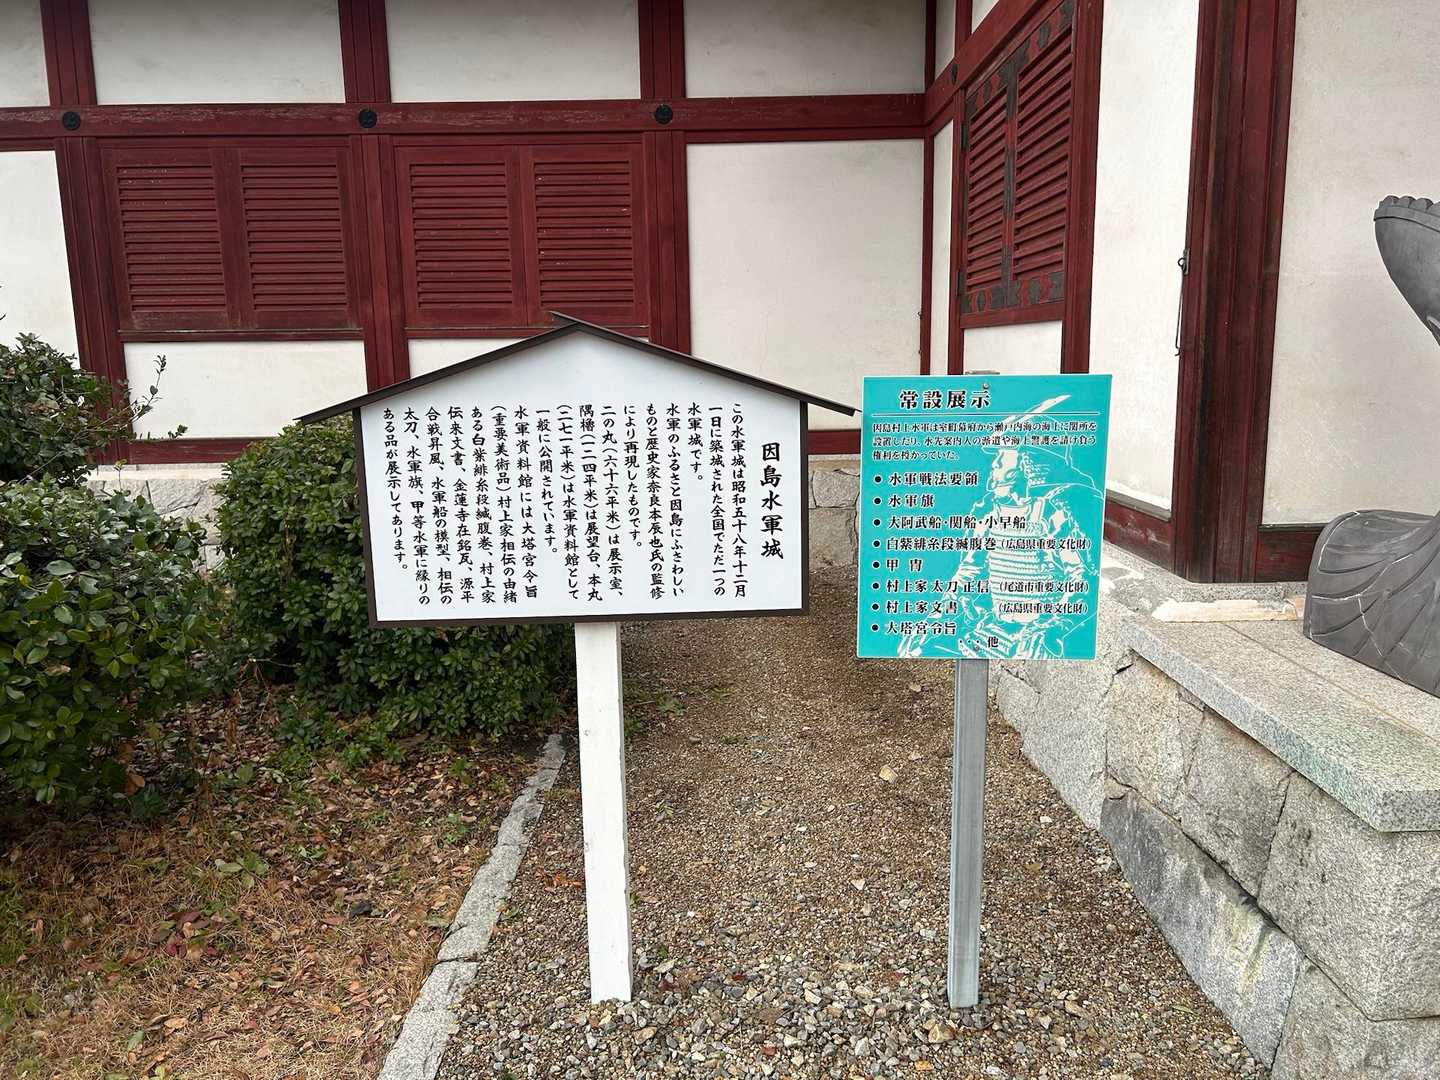 因島水軍城
この水軍城は昭和五十八年十二月
一日に築城された全国でただ一つの
水軍城です。
水軍のふるさと因島にふさわしい
ものと歴史家奈良本辰也氏の監修
により再現したものです。
二の丸(六十六平米)は展示室、
隅櫓(一二四平米)は展望台、本丸
(二七一平米)は水軍資料館として
一般に公開されています。
水軍資料館には大塔宮令旨
(重要美術品)村上家相伝の由緒
ある白紫緋糸段縅腹巻、村上家
伝来文書、金蓮寺在銘瓦、源平
合戦昇風、水軍船の模型、相伝の
太刀、水軍旗、甲等水軍に縁りの
ある品が展示してあります。
常設展示
因島村上水軍は室町幕府から瀬戸内海の海上に関所を
設置したり、水先案内人の派遣や海上警護を請け負う
権利を授かっていた。
● 水軍戦法要領
● 水軍旗
● 大阿武船・関船・小早船
● 白紫緋糸段縅腹巻(広島県重要文化財)
● 甲冑
● 村上家太刀正信(尾道市重要文化財)
● 村上家文書(広島県重要文化財)
● 大塔宮令旨
・・・他